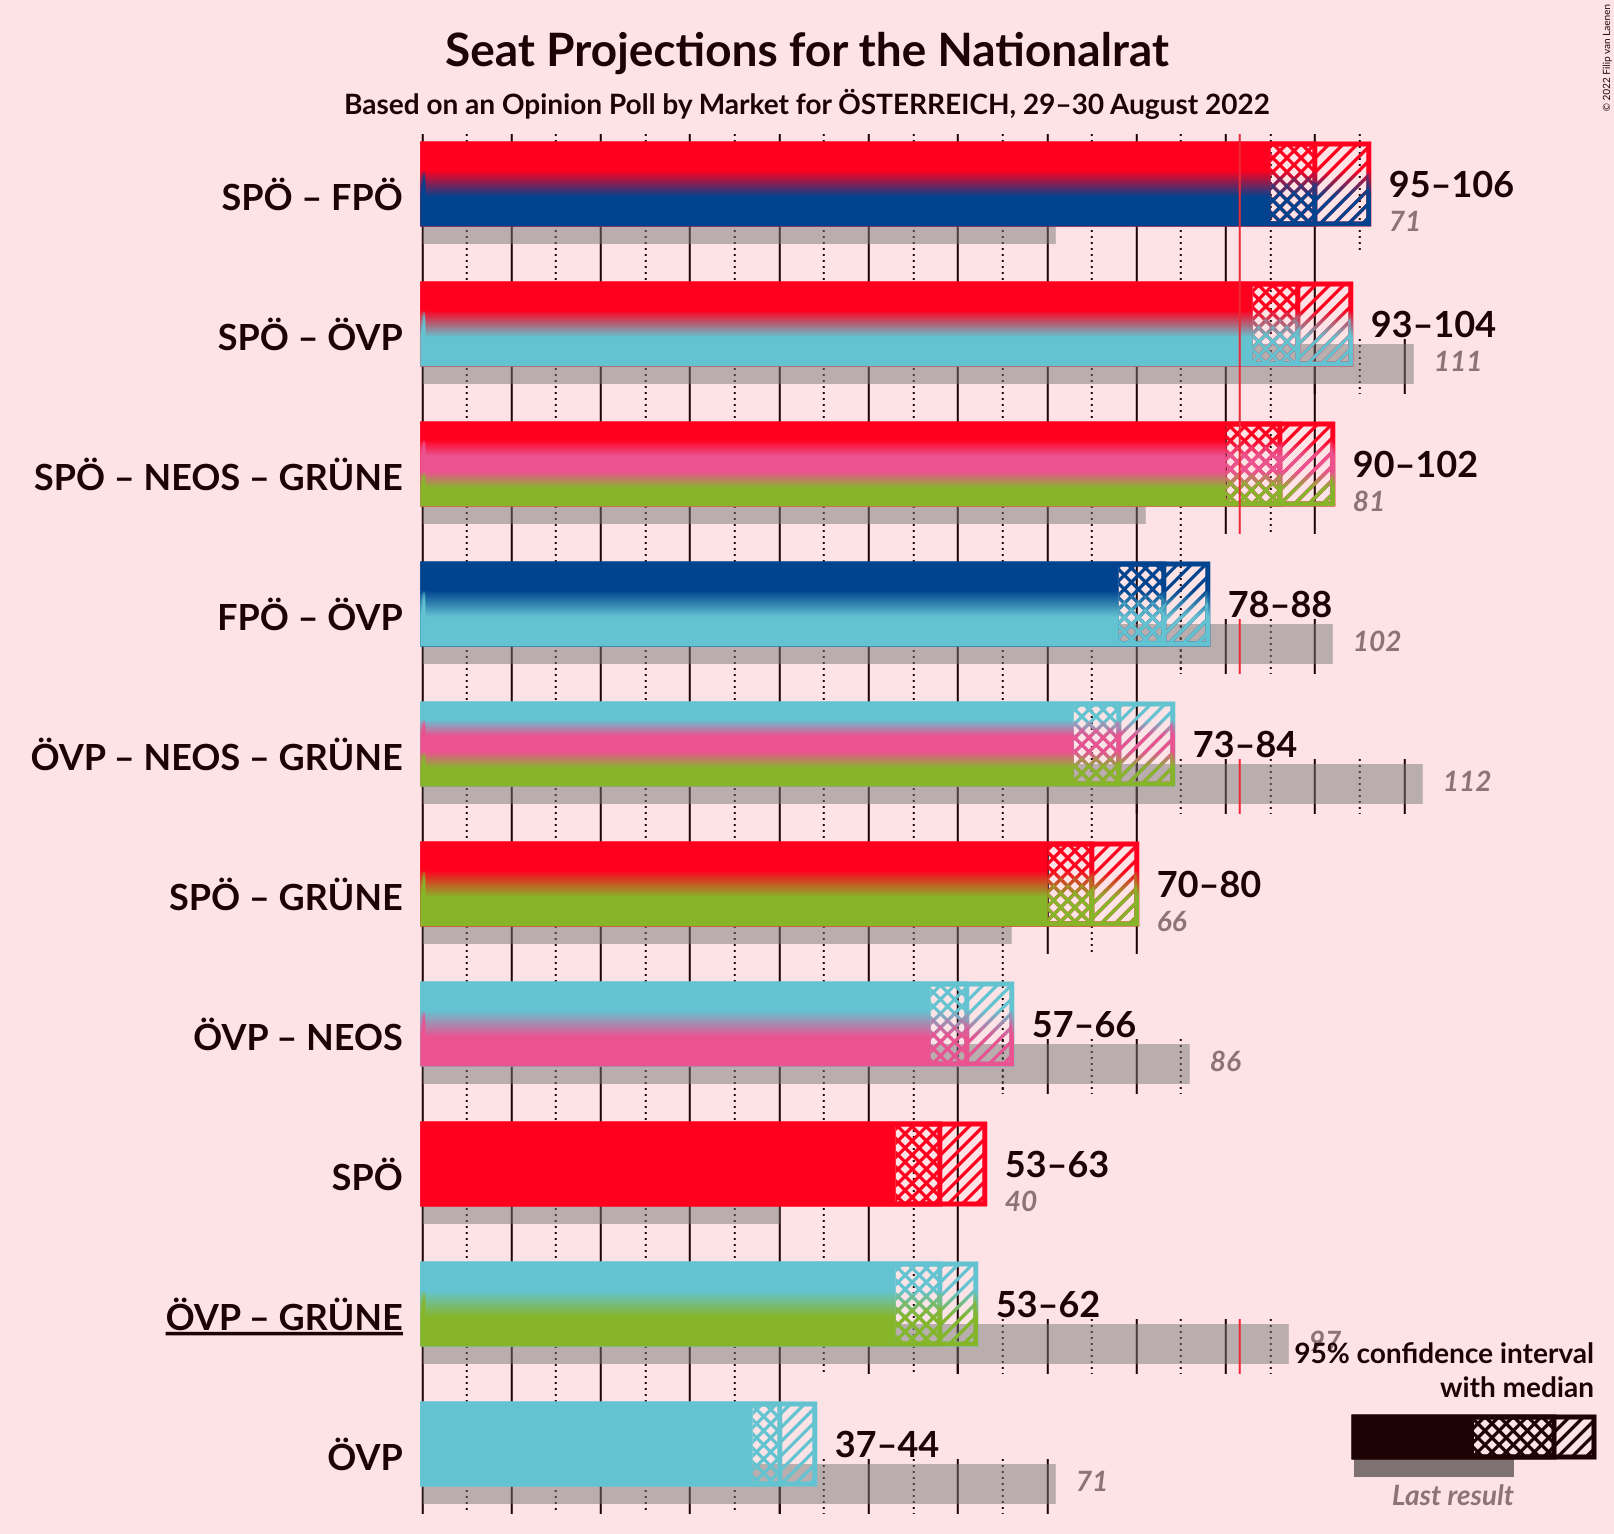 Seat Projections for the Nationalrat
Based on an Opinion Poll by Market for ÖSTERREICH, 29–30 August 2022
© 2022 Filip van Laenen
SPÖ – FPÖ
95–106
71
SPÖ – ÖVP
93–104
111
SPÖ – NEOS – GRÜNE
90–102
81
FPÖ – ÖVP
78–88
102
ÖVP – NEOS – GRÜNE
73–84
112
SPÖ – GRÜNE
70–80
66
ÖVP – NEOS
57–66
86
SPÖ
53–63
40
ÖVP – GRÜNE
53–62
97
ÖVP
37–44
71
95% confidence interval
with median
Last result